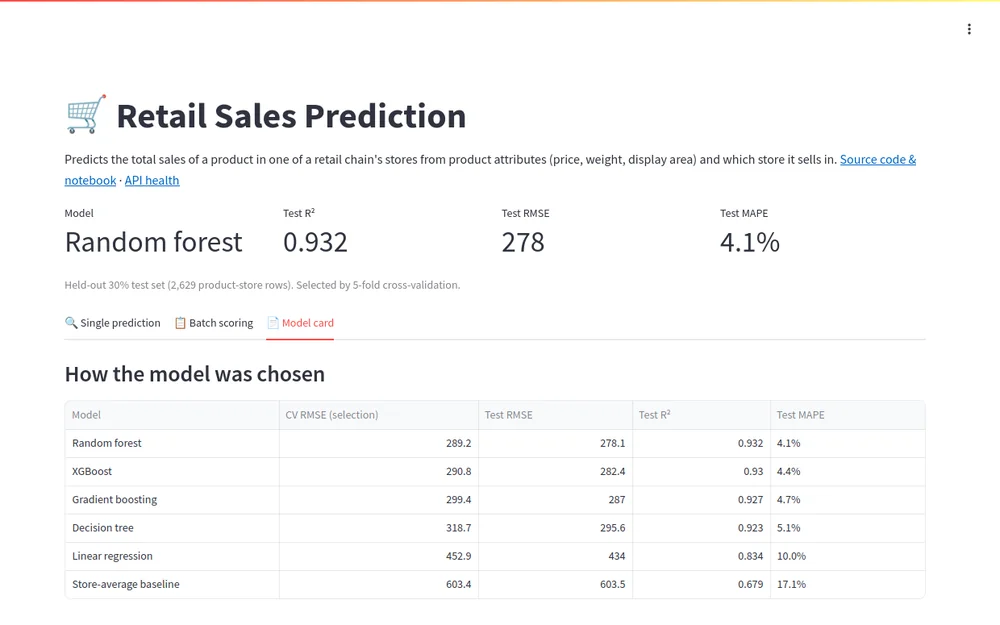 🛒 Retail Sales Prediction
Predicts the total sales of a product in one of a retail chain's stores from product attributes (price, weight, display area) and which store it sells in. Source code &
notebook · API health
Model Test R² Test RMSE Test MAPE
Random forest 0.932 278 4.1%
Held-out 30% test set (2,629 product-store rows). Selected by 5-fold cross-validation.
🔍 Single prediction 📋 Batch scoring 📄 Model card
How the model was chosen
Model CV RMSE (selection) Test RMSE Test R² Test MAPE
Random forest 289.2 278.1 0.932 4.1%
XGBoost 290.8 282.4 0.93 4.4%
Gradient boosting 299.4 287 0.927 4.7%
Decision tree 318.7 295.6 0.923 5.1%
Linear regression 452.9 434 0.834 10.0%
Store-average baseline 603.4 603.5 0.679 17.1%